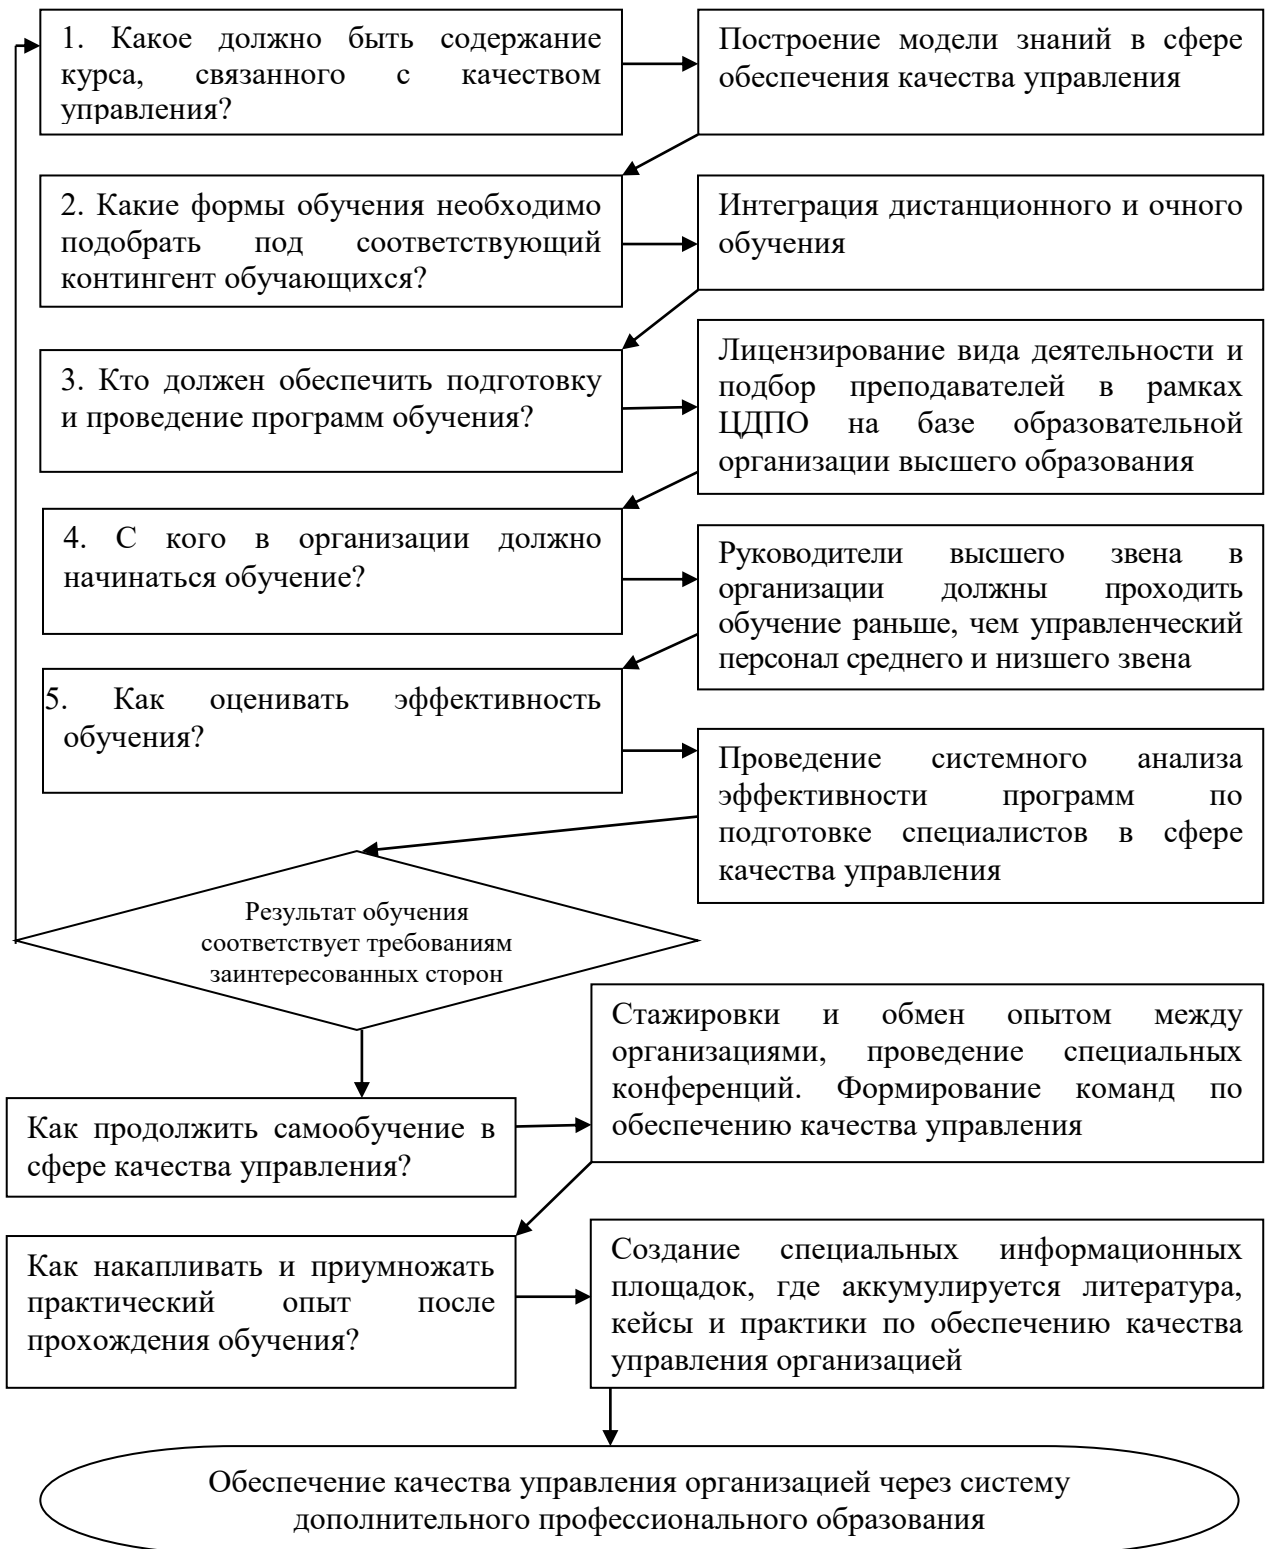 1. Какое должно быть содержание
курса, связанного с качеством
управления?
Построение модели знаний в сфере
обеспечения качества управления
2. Какие формы обучения необходимо
подобрать под соответствующий
контингент обучающихся?
Интеграция дистанционного и очного
обучения
3. Кто должен обеспечить подготовку
и проведение программ обучения?
Лицензирование вида деятельности и
подбор преподавателей в рамках
ЦДПО на базе образовательной
организации высшего образования
4. С кого в организации должно
начинаться обучение?
Руководители высшего звена в
организации должны проходить
обучение раньше, чем управленческий
персонал среднего и низшего звена
5. Как оценивать эффективность
обучения?
Проведение системного анализа
эффективности программ по
подготовке специалистов в сфере
качества управления
Результат обучения
соответствует требованиям
заинтересованных сторон
Стажировки и обмен опытом между
организациями, проведение специальных
конференций. Формирование команд по
обеспечению качества управления
Как продолжить самообучение в
сфере качества управления?
Как накапливать и приумножать
практический опыт после
прохождения обучения?
Создание специальных информационных
площадок, где аккумулируется литература,
кейсы и практики по обеспечению качества
управления организацией
Обеспечение качества управления организацией через систему
дополнительного профессионального образования